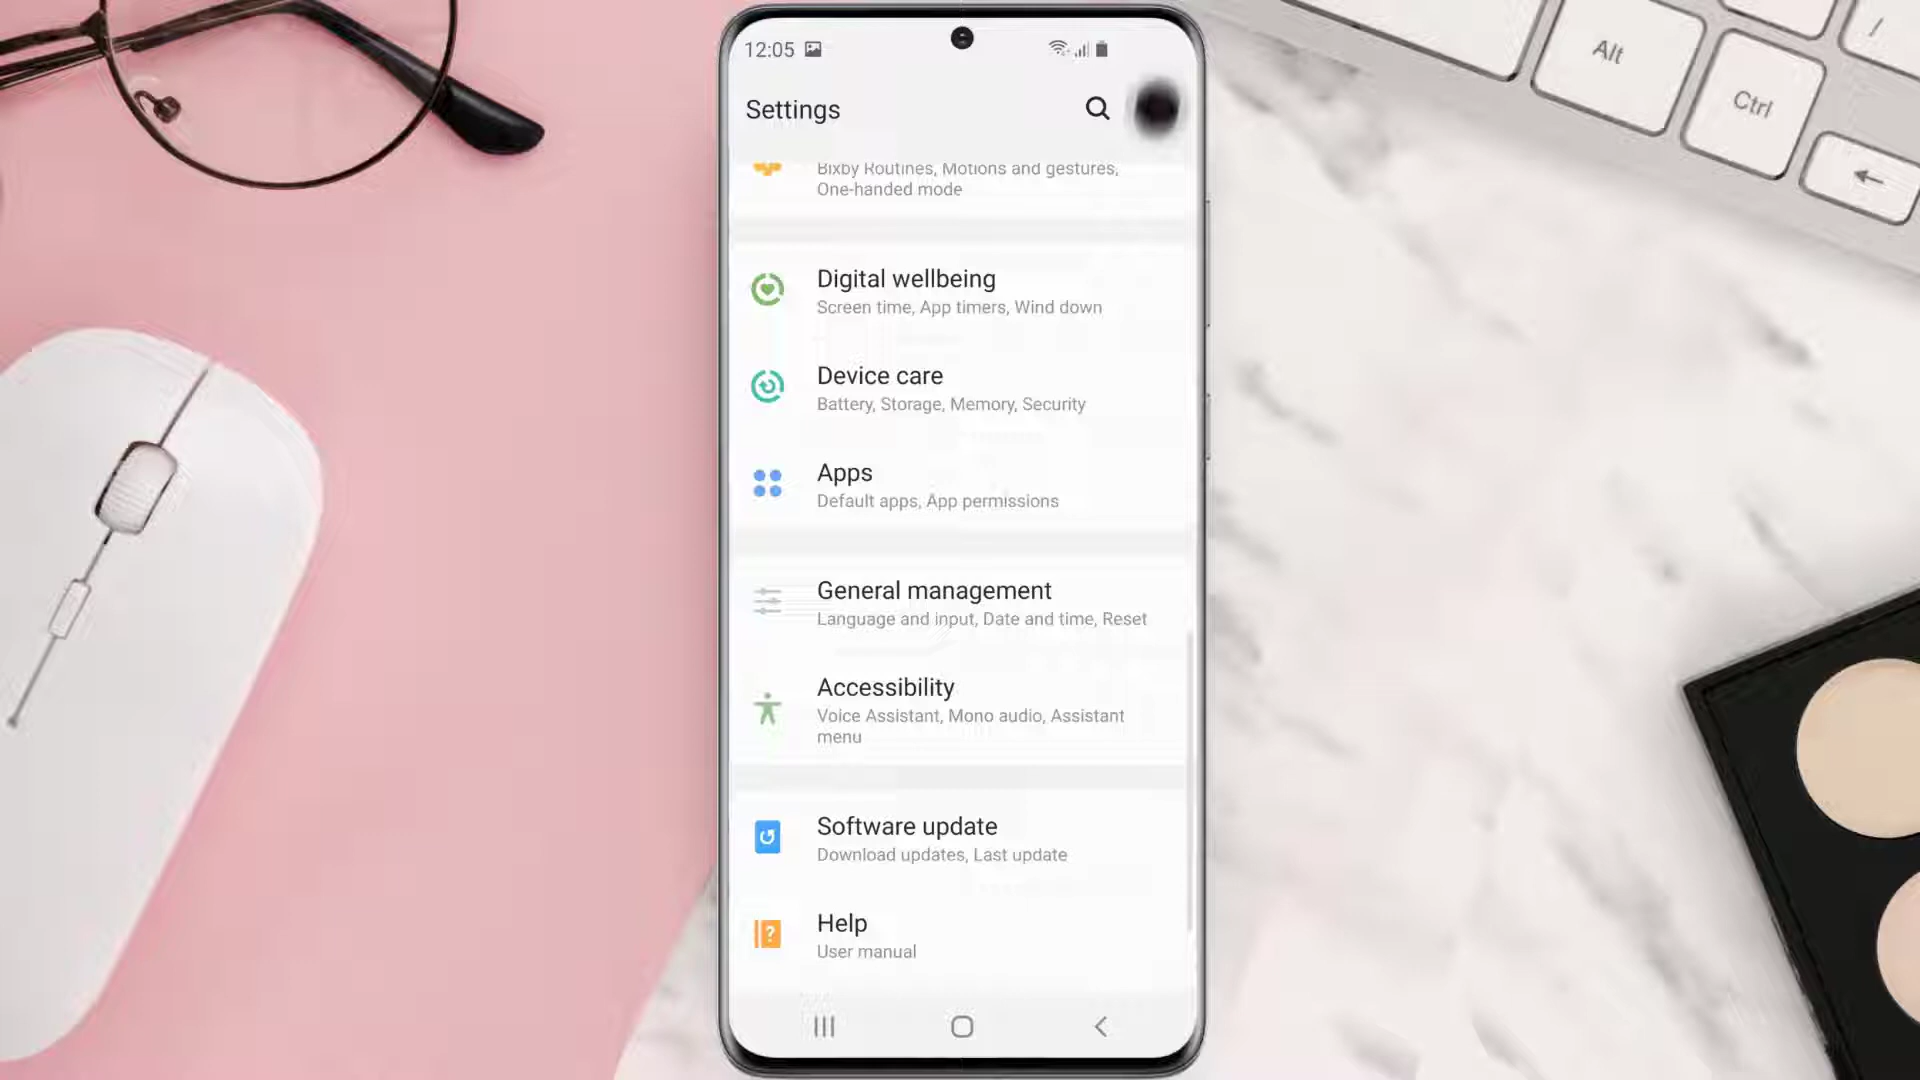 12:05
Settings
Bixby Routines, Motions and gestures,
One-handed mode
Digital wellbeing
Screen time, App timers, Wind down
Device care
Battery, Storage, Memory, Security
Apps
Default apps, App permissions
General management
Language and input, Date and time, Reset
Accessibility
Voice Assistant, Mono audio, Assistant
menu
Software update
Download updates, Last update
Help
User manual
Alt
Ctrl
/
←